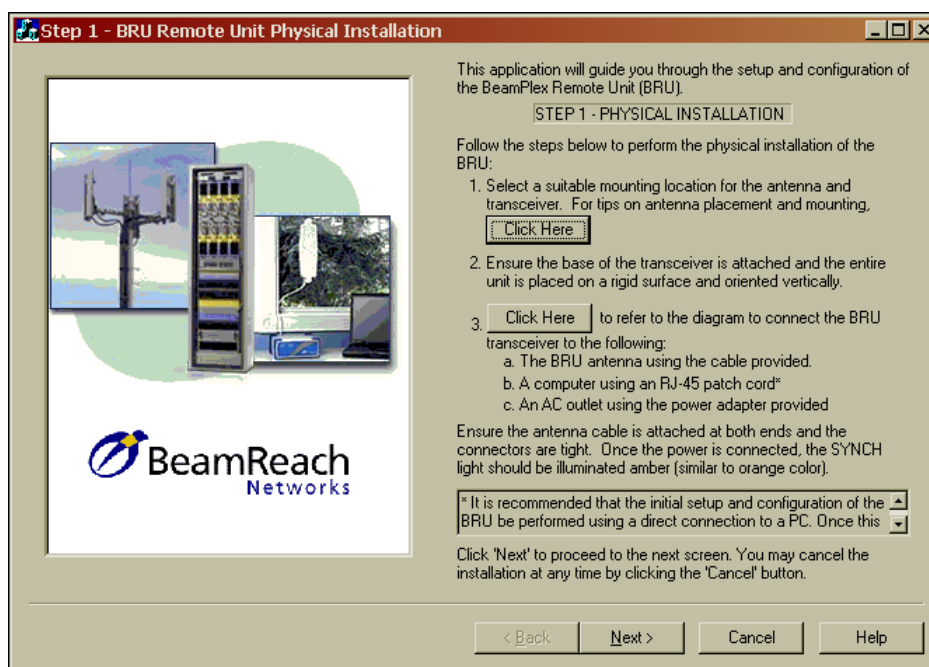 Step 1 - BRU Remote Unit Physical Installation
This application will guide you through the setup and configuration of
the BeamPlex Remote Unit (BRU).
STEP 1 - PHYSICAL INSTALLATION
Follow the steps below to perform the physical installation of the
BRU:
1. Select a suitable mounting location for the antenna and
transceiver. For tips on antenna placement and mounting,
Click Here
2. Ensure the base of the transceiver is attached and the entire
unit is placed on a rigid surface and oriented vertically.
3. Click Here to refer to the diagram to connect the BRU
transceiver to the following:
a. The BRU antenna using the cable provided.
b. A computer using an RJ-45 patch cord*
c. An AC outlet using the power adapter provided
Ensure the antenna cable is attached at both ends and the
connectors are tight. Once the power is connected, the SYNCH
light should be illuminated amber (similar to orange color).
* It is recommended that the initial setup and configuration of the
BRU be performed using a direct connection to a PC. Once this
Click 'Next' to proceed to the next screen. You may cancel the
installation at any time by clicking the 'Cancel' button.
BeamReach
Networks
< Back Next > Cancel Help